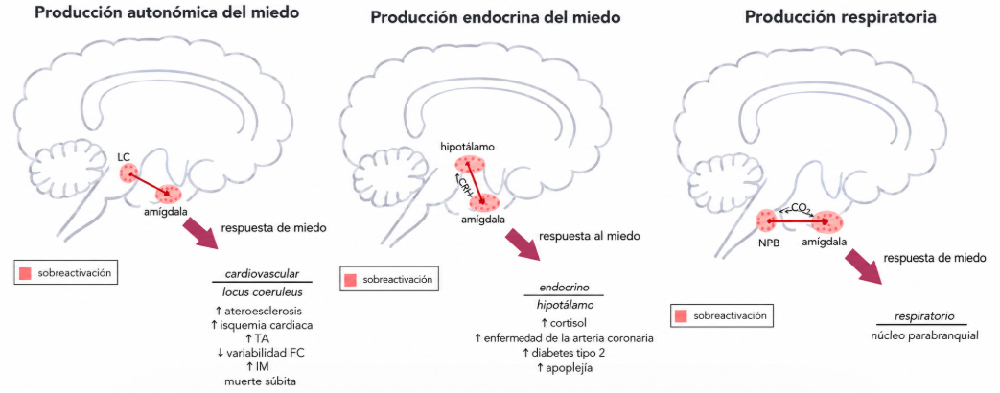 Producción autonómica del miedo
LC
amígdala
respuesta de miedo
sobreactivación
cardiovascular
locus coeruleus
↑ ateroesclerosis
↑ isquemia cardiaca
↑ TA
↓ variabilidad FC
↑ IM
muerte súbita
Producción endocrina del miedo
hipotálamo
CRH
amígdala
respuesta al miedo
sobreactivación
endocrino
hipotálamo
↑ cortisol
↑ enfermedad de la arteria coronaria
↑ diabetes tipo 2
↑ apoplejía
Producción respiratoria
CO₂
NPB
amígdala
respuesta de miedo
sobreactivación
respiratorio
núcleo parabranquial